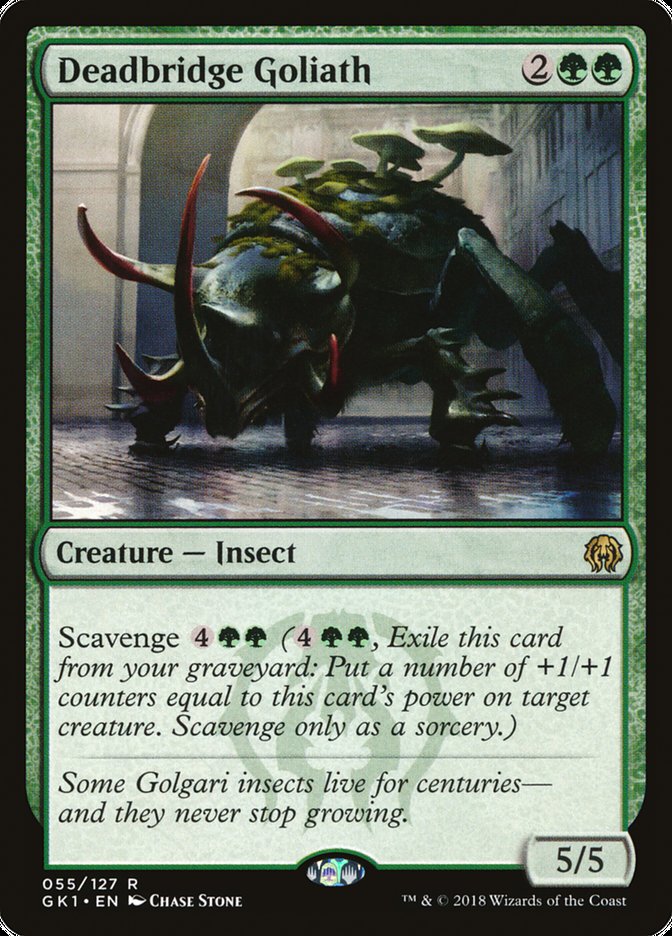 Deadbridge Goliath 2
Creature — Insect
Scavenge 4 (4, Exile this card
from your graveyard: Put a number of +1/+1
counters equal to this card's power on target
creature. Scavenge only as a sorcery.)
Some Golgari insects live for centuries—
and they never stop growing.
5/5
055/127 R
GK1 • EN Chase Stone
™ & © 2018 Wizards of the Coast